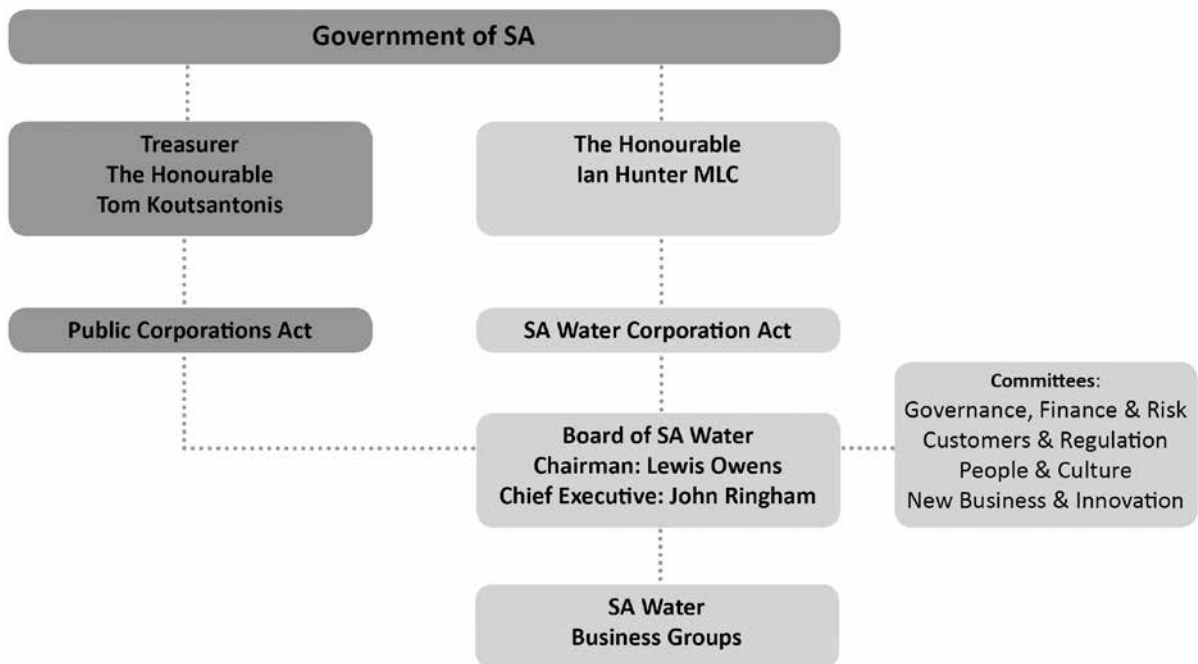 Government of SA
Treasurer
The Honourable
Tom Koutsantonis
The Honourable
Ian Hunter MLC
Public Corporations Act
SA Water Corporation Act
Committees:
Governance, Finance & Risk
Customers & Regulation
People & Culture
New Business & Innovation
Board of SA Water
Chairman: Lewis Owens
Chief Executive: John Ringham
SA Water
Business Groups